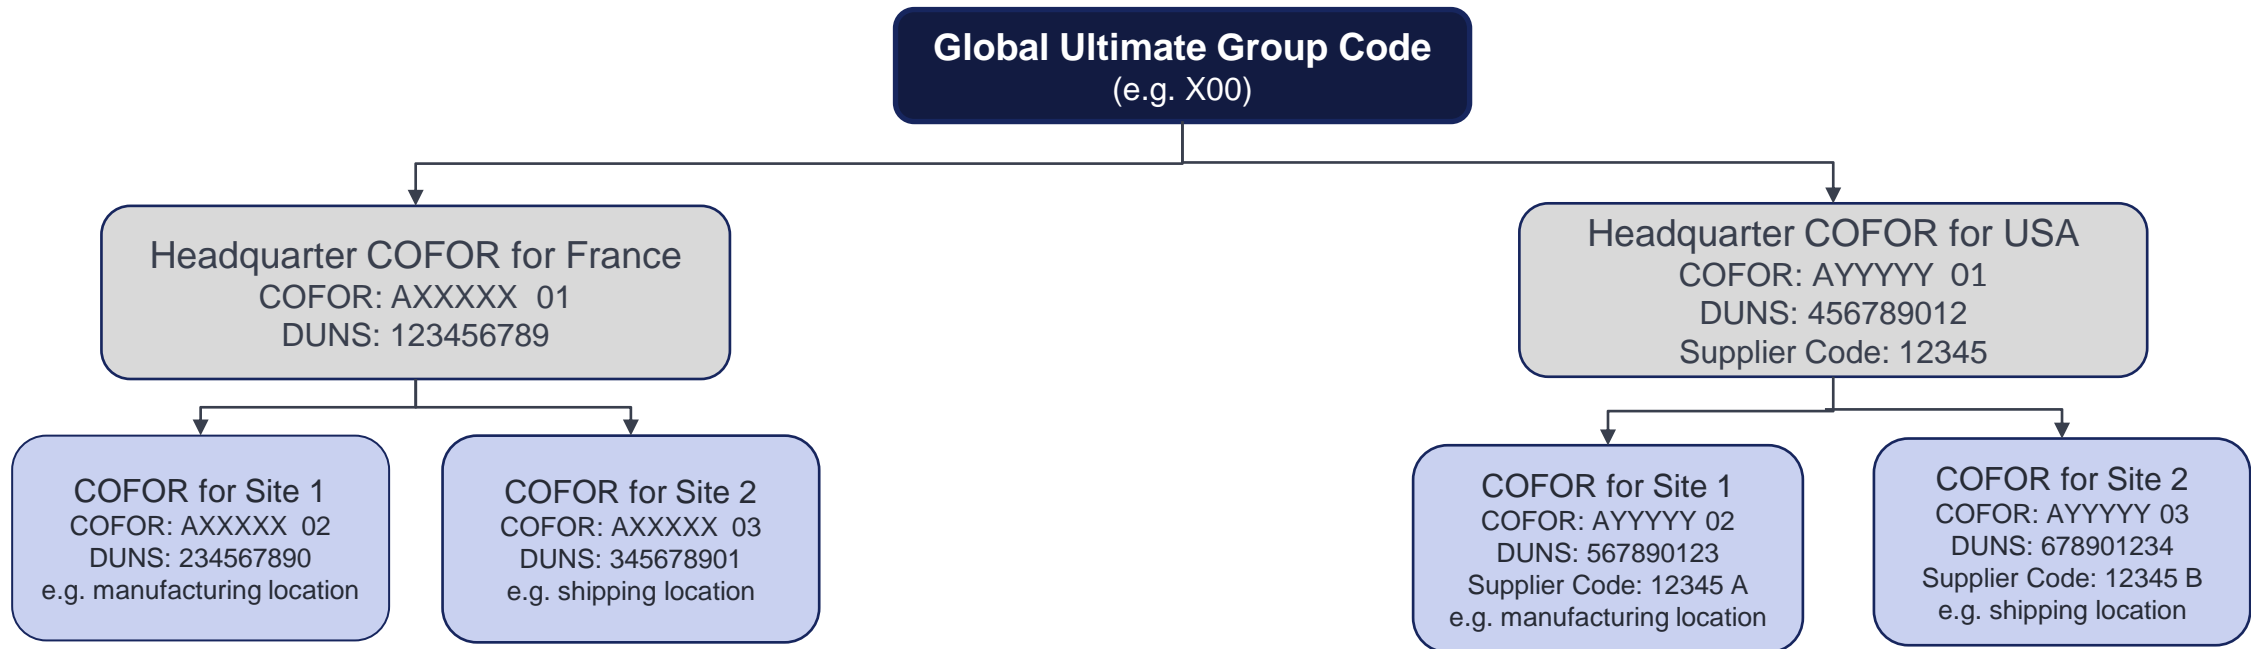 Global Ultimate Group Code
(e.g. X00)
Headquarter COFOR for France
COFOR: AXXXXX  01
DUNS: 123456789
Headquarter COFOR for USA
COFOR: AYYYYY  01
DUNS: 456789012
Supplier Code: 12345
COFOR for Site 1
COFOR: AXXXXX  02
DUNS: 234567890
e.g. manufacturing location
COFOR for Site 2
COFOR: AXXXXX  03
DUNS: 345678901
e.g. shipping location
COFOR for Site 1
COFOR: AYYYYY 02
DUNS: 567890123
Supplier Code: 12345 A
e.g. manufacturing location
COFOR for Site 2
COFOR: AYYYYY 03
DUNS: 678901234
Supplier Code: 12345 B
e.g. shipping location